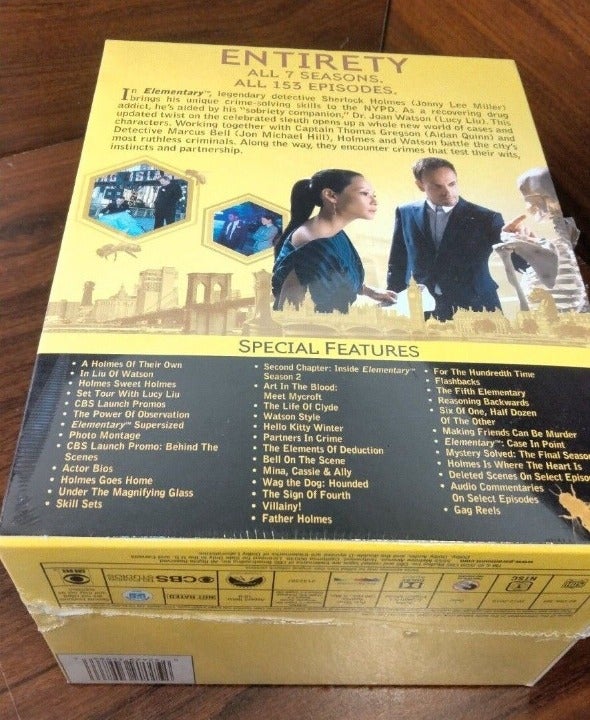 ENTIRETY
ALL 7 SEASONS.
ALL 153 EPISODES.
In Elementary™, legendary detective Sherlock Holmes (Jonny Lee Miller)
brings his unique crime-solving skills to the NYPD. As a recovering drug
addict, he's aided by his "sobriety companion," Dr. Joan Watson (Lucy Liu). This
updated twist on the celebrated sleuth opens up a whole new world of cases and
characters. Working together with Captain Thomas Gregson (Aidan Quinn) and
Detective Marcus Bell (Jon Michael Hill), Holmes and Watson battle the city's
most ruthless criminals. Along the way, they encounter crimes that test their wits,
instincts and partnership.
SPECIAL FEATURES
• A Holmes Of Their Own
• In Liu Of Watson
• Holmes Sweet Holmes
• Set Tour With Lucy Liu
• CBS Launch Promos
• The Power Of Observation
• Elementary™ Supersized
• Photo Montage
• CBS Launch Promo: Behind The
Scenes
• Actor Bios
• Holmes Goes Home
• Under The Magnifying Glass
• Skill Sets
• Second Chapter: Inside Elementary™
Season 2
• Art In The Blood:
Meet Mycroft
• The Life Of Clyde
• Watson Style
• Hello Kitty Winter
• Partners In Crime
• The Elements Of Deduction
• Bell On The Scene
• Mina, Cassie & Ally
• Wag the Dog: Hounded
• The Sign Of Fourth
• Villainy!
• Father Holmes
• For The Hundredth Time
• Flashbacks
• The Fifth Elementary
• Reasoning Backwards
• Six Of One, Half Dozen
Of The Other
• Making Friends Can Be Murder
• Elementary™: Case In Point
• Mystery Solved: The Final Season
• Holmes Is Where The Heart Is
• Deleted Scenes On Select Episo
• Audio Commentaries
On Select Episodes
• Gag Reels
www.paramount.com
NTSC
CBS
NOT RATED